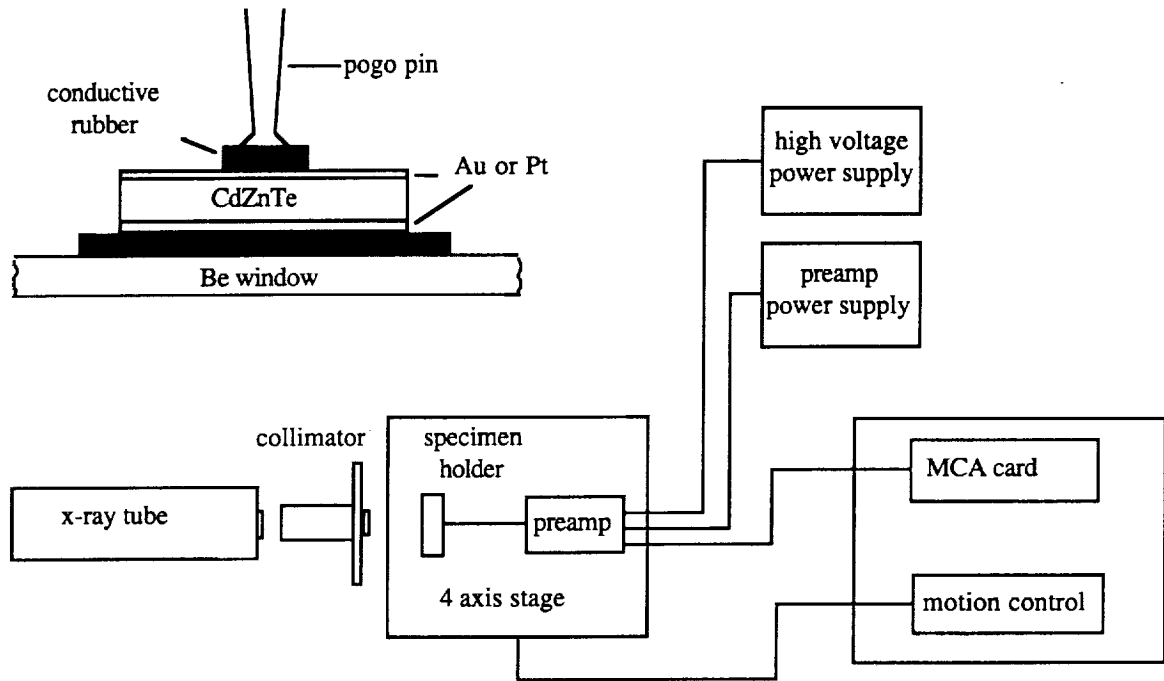 pogo pin
conductive
rubber
Au or Pt
CdZnTe
Be window
high voltage
power supply
preamp
power supply
collimator
specimen
holder
x-ray tube
preamp
4 axis stage
MCA card
motion control